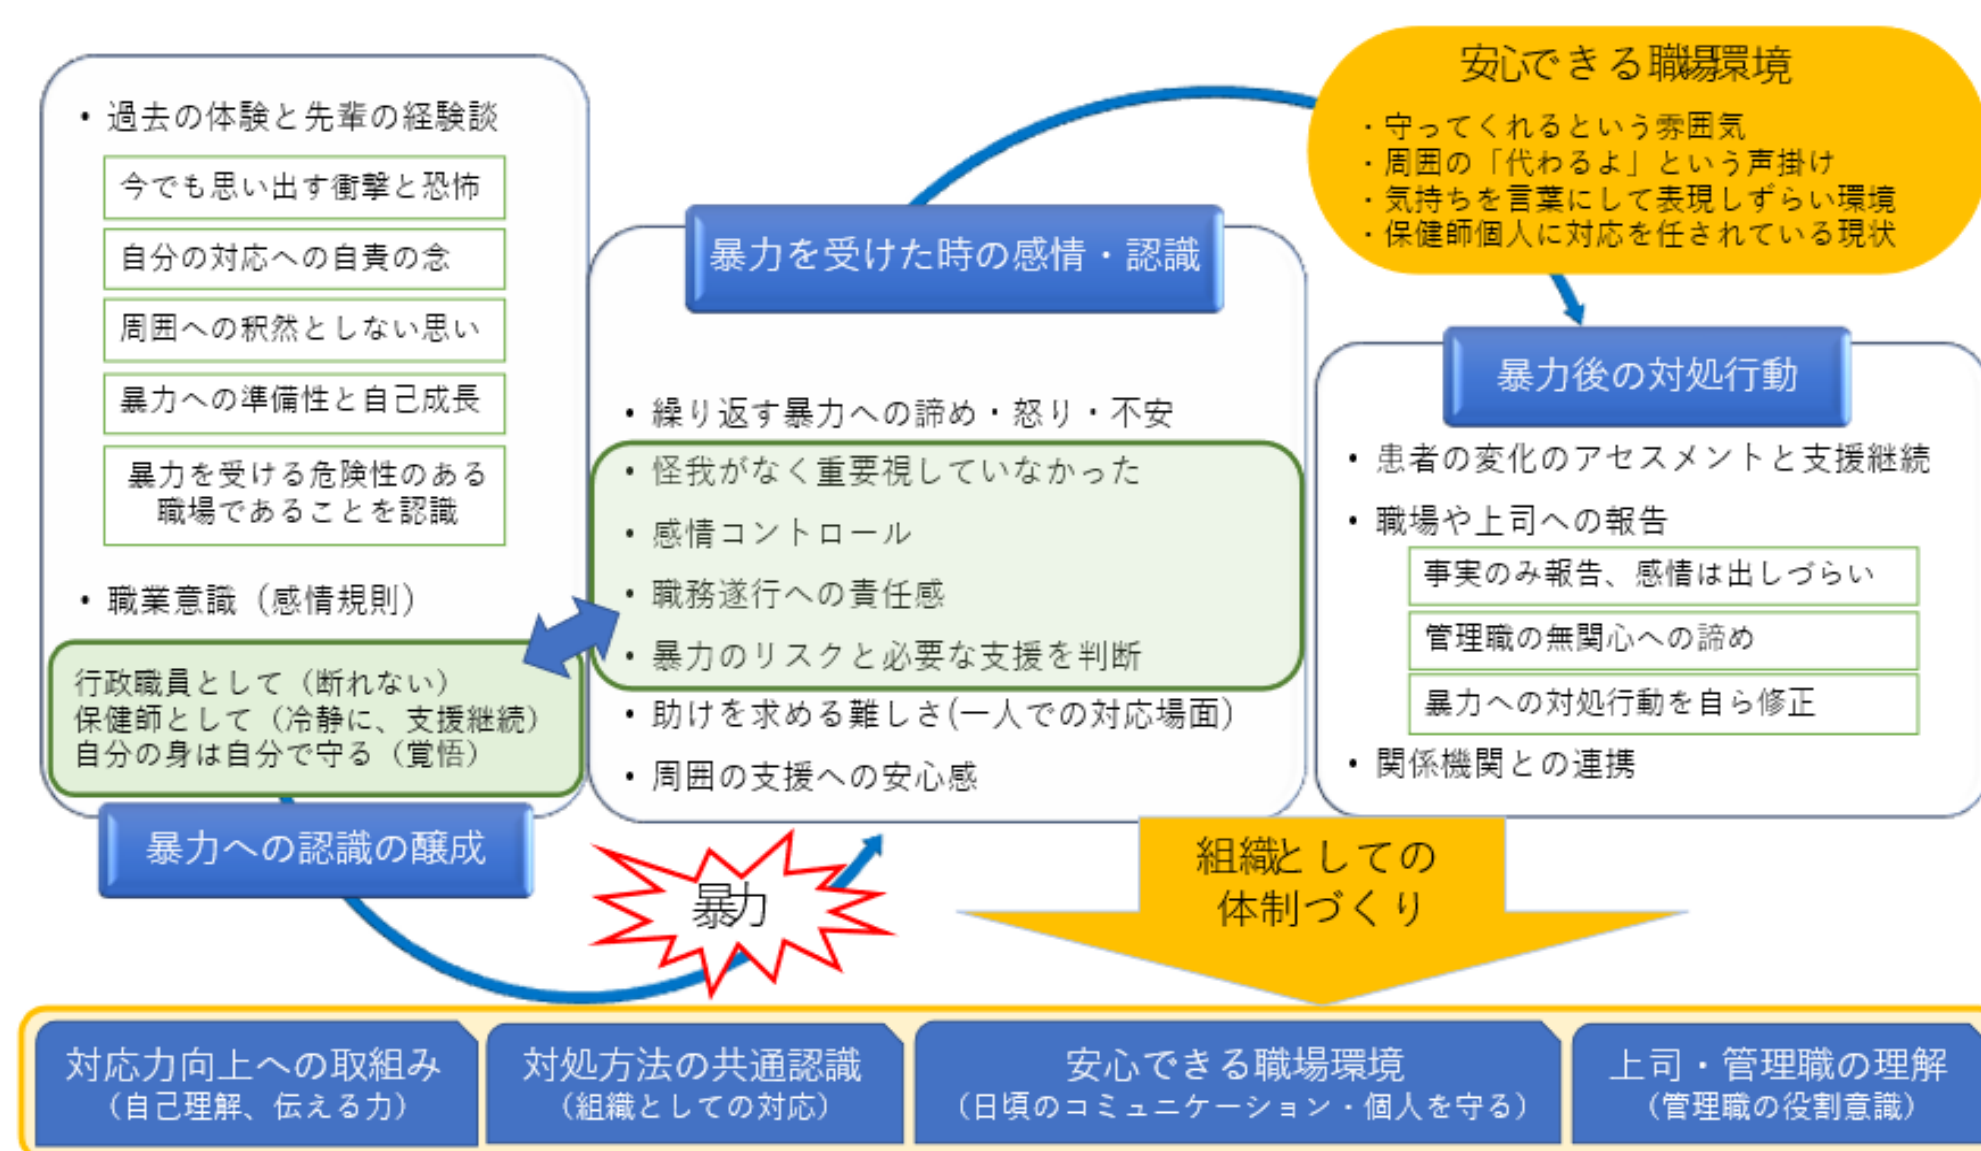 ・過去の体験と先輩の経験談
今でも思い出す衝撃と恐怖
自分の対応への自責の念
周囲への釈然としない思い
暴力への準備性と自己成長
暴力を受ける危険性のある
職場であることを認識
・職業意識（感情規則）
行政職員として（断れない）
保健師として（冷静に、支援継続）
自分の身は自分で守る（覚悟）
暴力への認識の醸成
暴力
暴力を受けた時の感情・認識
・繰り返す暴力への諦め・怒り・不安
・怪我がなく重要視していなかった
・感情コントロール
・職務遂行への責任感
・暴力のリスクと必要な支援を判断
・助けを求める難しさ(一人での対応場面)
・周囲の支援への安心感
安心できる職場環境
・守ってくれるという雰囲気
・周囲の「代わるよ」という声掛け
・気持ちを言葉にして表現しずらい環境
・保健師個人に対応を任されている現状
暴力後の対処行動
・患者の変化のアセスメントと支援継続
・職場や上司への報告
事実のみ報告、感情は出しづらい
管理職の無関心への諦め
暴力への対処行動を自ら修正
・関係機関との連携
組織としての
体制づくり
対応力向上への取組み
（自己理解、伝える力）
対処方法の共通認識
（組織としての対応）
安心できる職場環境
（日頃のコミュニケーション・個人を守る）
上司・管理職の理解
（管理職の役割意識）